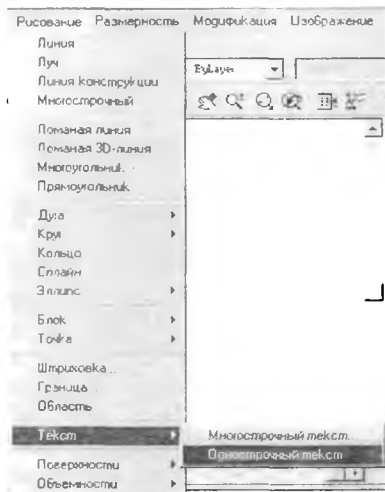 Рисование Размерность Модификация Изображение
Линия
Луч
ByLayer
Линия конструкции
Многострочный
Ломаная линия
Ломаная 3D-линия
Многоугольник
Прямоугольник
Дуга
Круг
Кольцо
Сплайн
Эллипс
Блок
Точка
Штриховка...
Граница...
Область
Текст
Многострочный текст...
Однострочный текст
Поверхности
Объемности